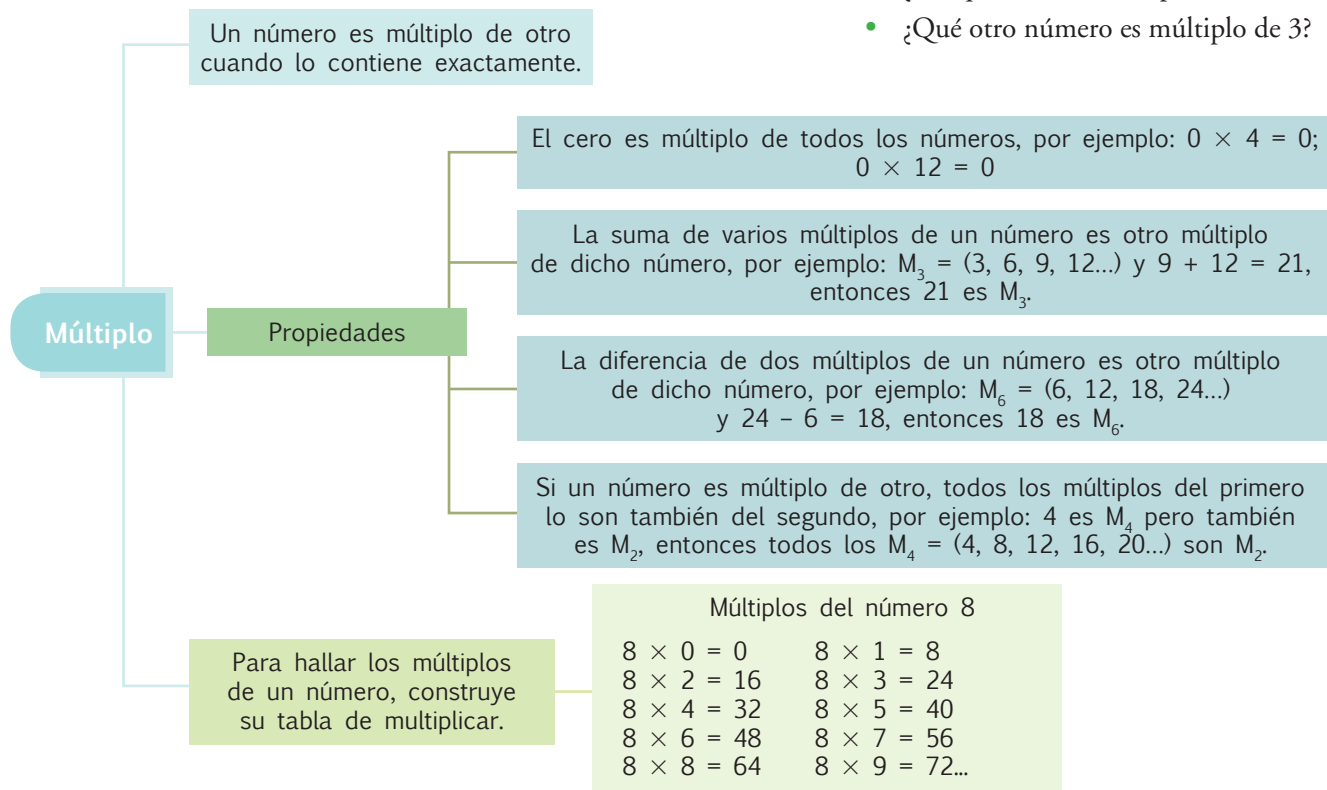 • ¿Qué otro número es múltiplo de 3?
Un número es múltiplo de otro
cuando lo contiene exactamente.
Múltiplo
Propiedades
El cero es múltiplo de todos los números, por ejemplo: 0 × 4 = 0;
0 × 12 = 0
La suma de varios múltiplos de un número es otro múltiplo
de dicho número, por ejemplo: M₃ = (3, 6, 9, 12...) y 9 + 12 = 21,
entonces 21 es M₃.
La diferencia de dos múltiplos de un número es otro múltiplo
de dicho número, por ejemplo: M₆ = (6, 12, 18, 24...)
y 24 – 6 = 18, entonces 18 es M₆.
Si un número es múltiplo de otro, todos los múltiplos del primero
lo son también del segundo, por ejemplo: 4 es M₄ pero también
es M₂, entonces todos los M₄ = (4, 8, 12, 16, 20...) son M₂.
Para hallar los múltiplos
de un número, construye
su tabla de multiplicar.
Múltiplos del número 8
8 × 0 = 0 8 × 1 = 8
8 × 2 = 16 8 × 3 = 24
8 × 4 = 32 8 × 5 = 40
8 × 6 = 48 8 × 7 = 56
8 × 8 = 64 8 × 9 = 72...